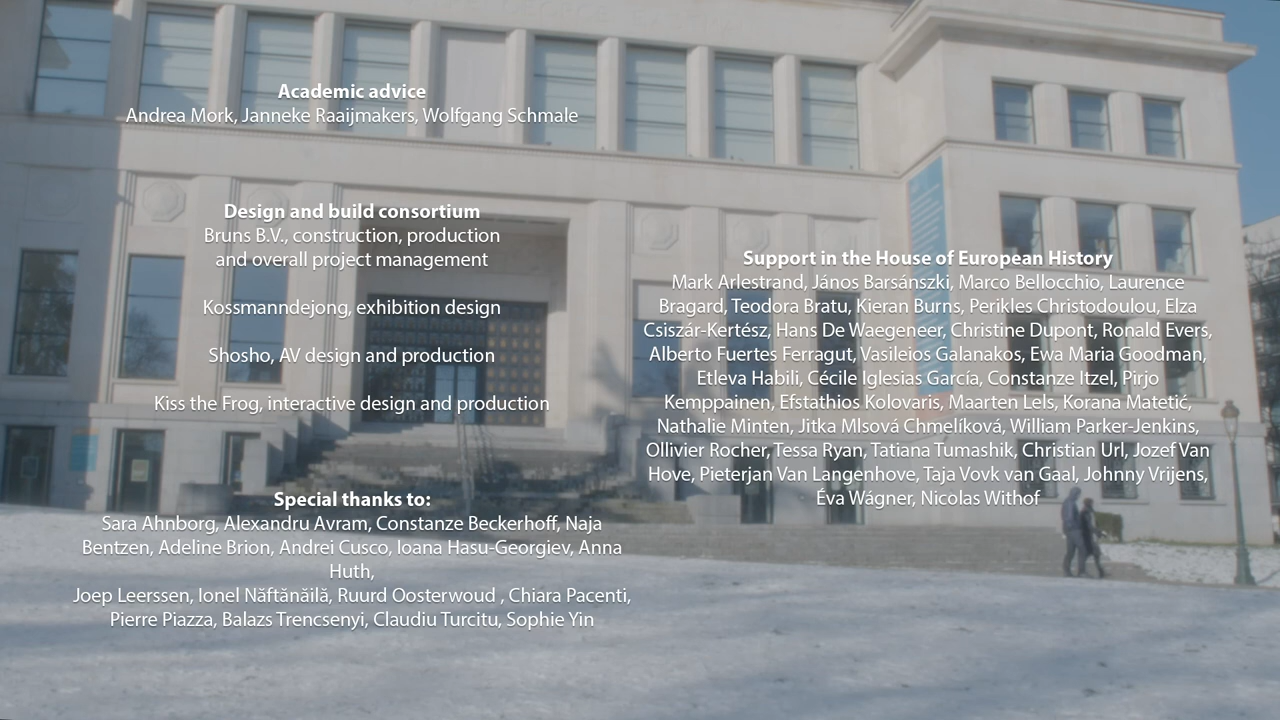 Academic advice
Andrea Mork, Janneke Raaijmakers, Wolfgang Schmale
Design and build consortium
Bruns B.V., construction, production
and overall project management
Kossmanndejong, exhibition design
Shosho, AV design and production
Kiss the Frog, interactive design and production
Special thanks to:
Sara Ahnborg, Alexandru Avram, Constanze Beckerhoff, Naja
Bentzen, Adeline Brion, Andrei Cusco, Ioana Hasu-Georgiev, Anna
Huth,
Joep Leerssen, Ionel Năftănăilă, Ruurd Oosterwoud , Chiara Pacenti,
Pierre Piazza, Balazs Trencsenyi, Claudiu Turcitu, Sophie Yin
Support in the House of European History
Mark Arlestrand, János Barsánszki, Marco Bellocchio, Laurence
Bragard, Teodora Bratu, Kieran Burns, Perikles Christodoulou, Elza
Csiszár-Kertész, Hans De Waegeneer, Christine Dupont, Ronald Evers,
Alberto Fuertes Ferragut, Vasileios Galanakos, Ewa Maria Goodman,
Etleva Habili, Cécile Iglesias García, Constanze Itzel, Pirjo
Kemppainen, Efstathios Kolovaris, Maarten Lels, Korana Matetić,
Nathalie Minten, Jitka Mlsová Chmelíková, William Parker-Jenkins,
Ollivier Rocher, Tessa Ryan, Tatiana Tumashik, Christian Url, Jozef Van
Hove, Pieterjan Van Langenhove, Taja Vovk van Gaal, Johnny Vrijens,
Éva Wágner, Nicolas Withof